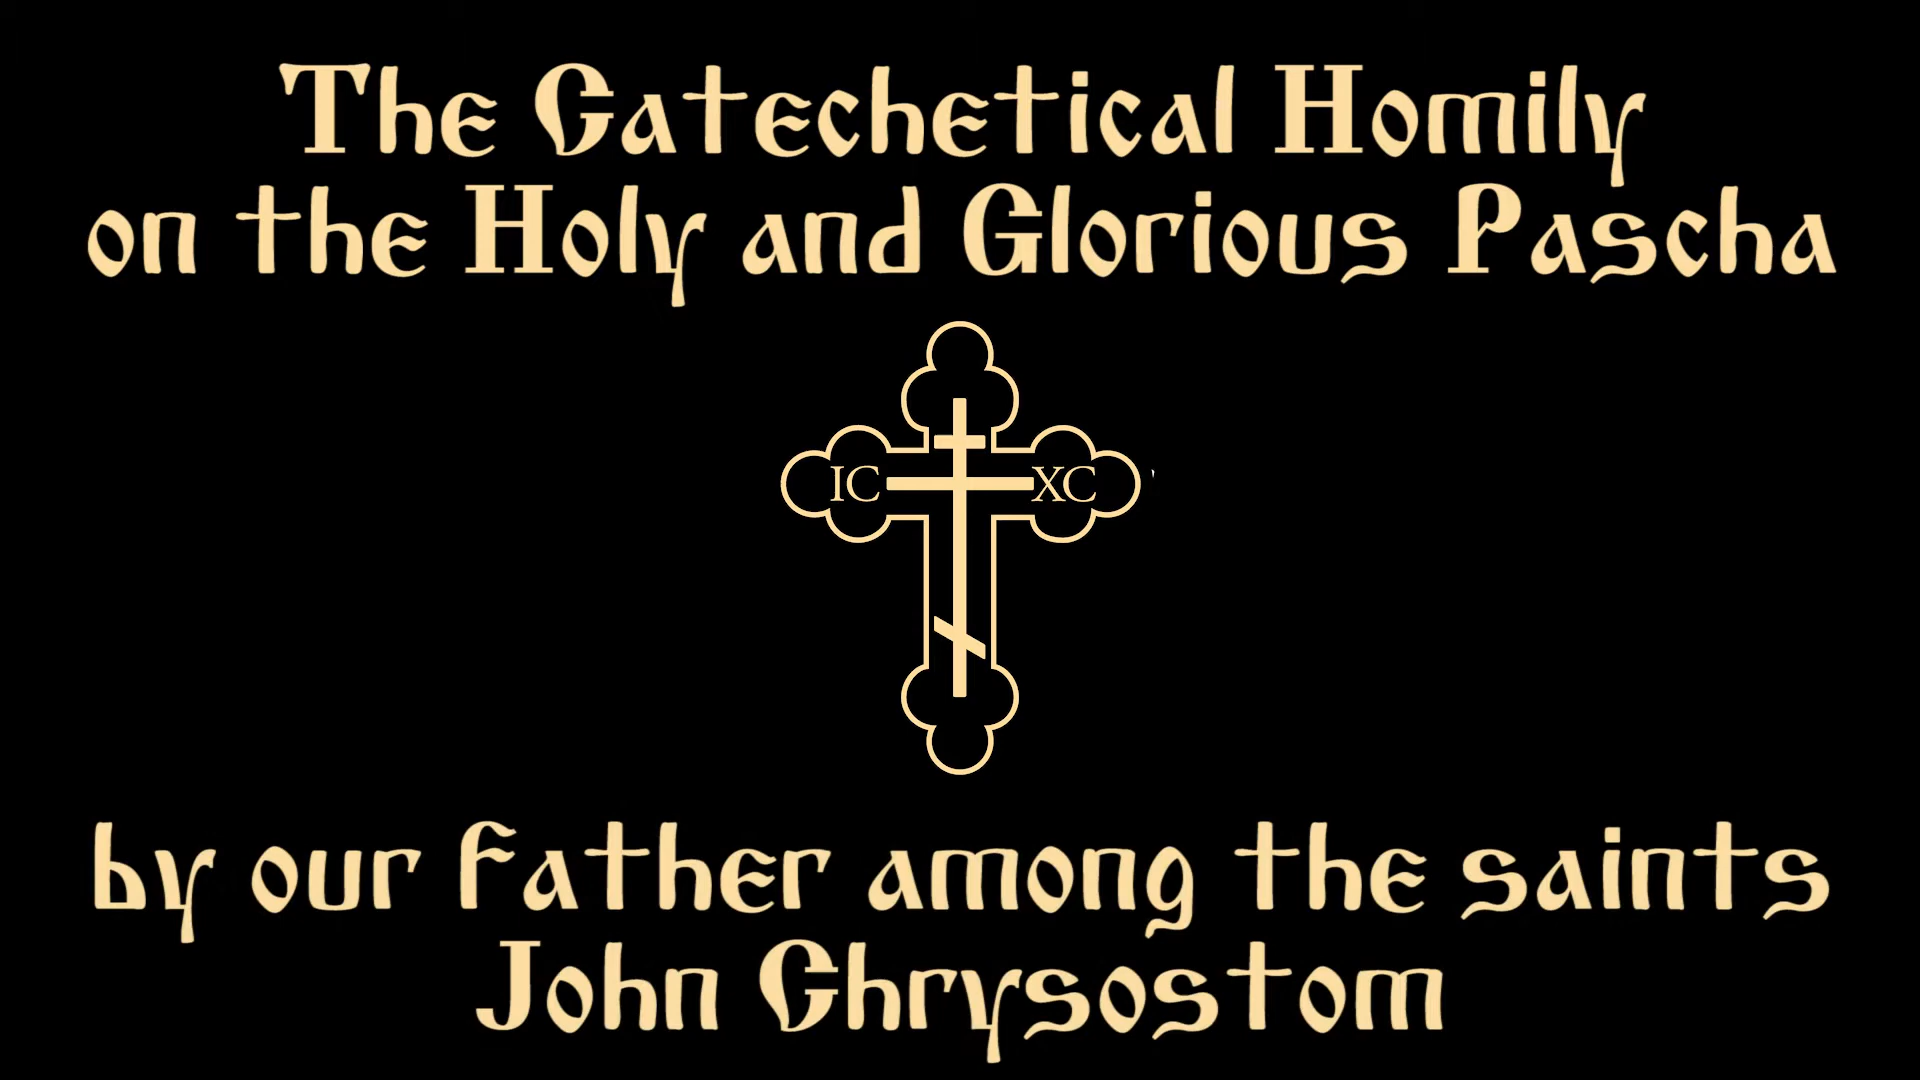 The Catechetical Homily
on the Holy and Glorious Pascha
IC XC
by our Father among the saints
John Chrysostom